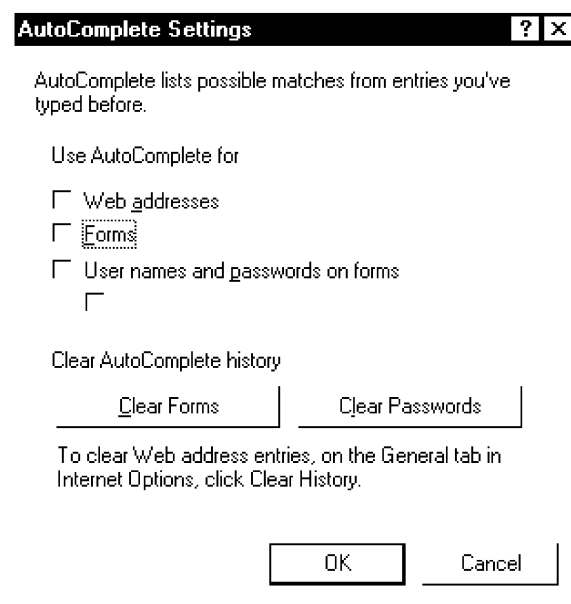 AutoComplete Settings
AutoComplete lists possible matches from entries you've
typed before.
Use AutoComplete for
Web addresses
Forms
User names and passwords on forms
Clear AutoComplete history
Clear Forms Clear Passwords
To clear Web address entries, on the General tab in
Internet Options, click Clear History.
OK Cancel